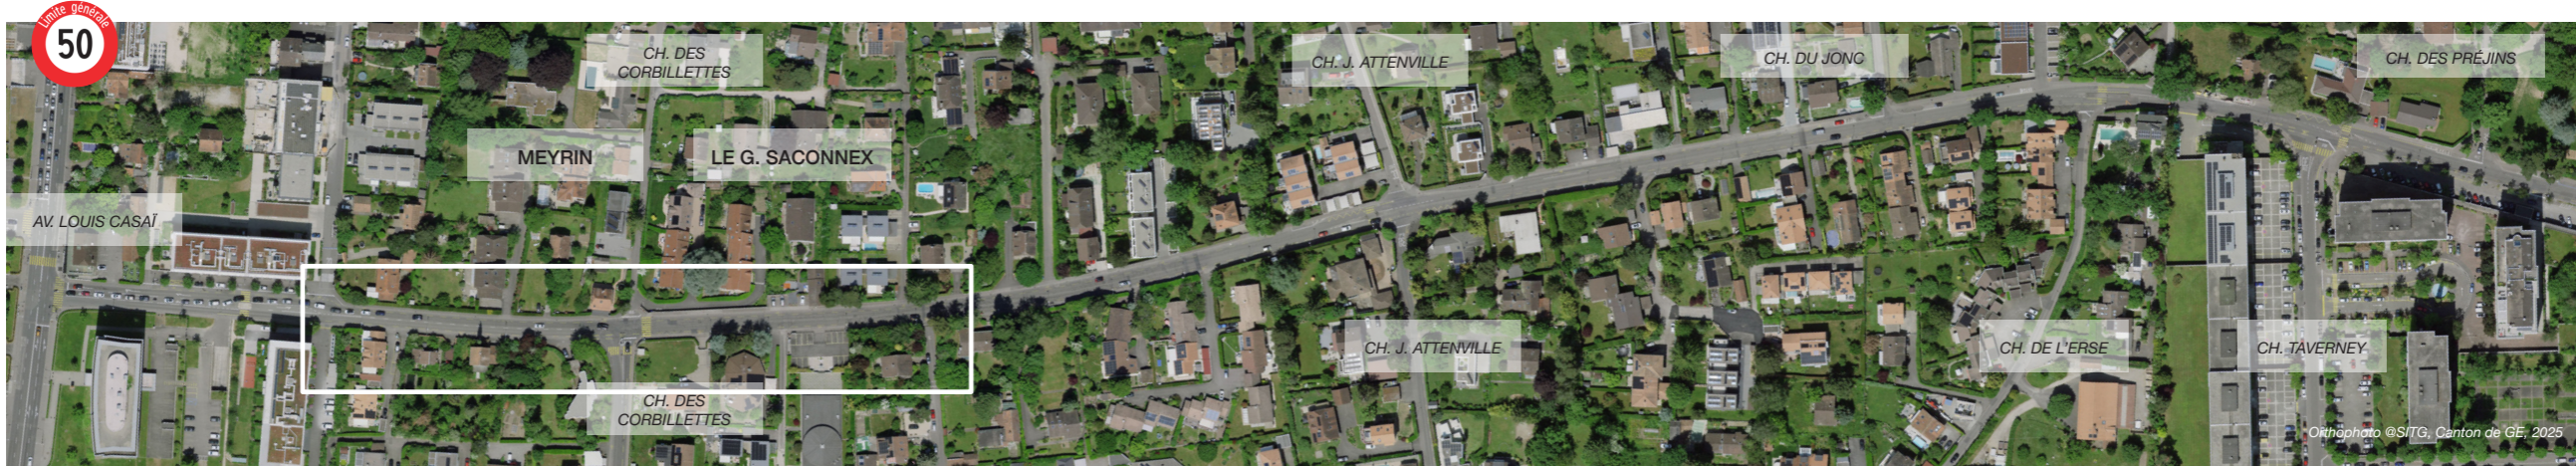 Limite générale
50
CH. DES
CORBILLETTES
CH. J. ATTENVILLE
CH. DU JONC
CH. DES PRÉJINS
MEYRIN
LE G. SACONNEX
AV. LOUIS CASAÏ
CH. J. ATTENVILLE
CH. DE L'ERSE
CH. TAVERNEY
CH. DES
CORBILLETTES
Orthophoto @SITG, Canton de GE, 2025